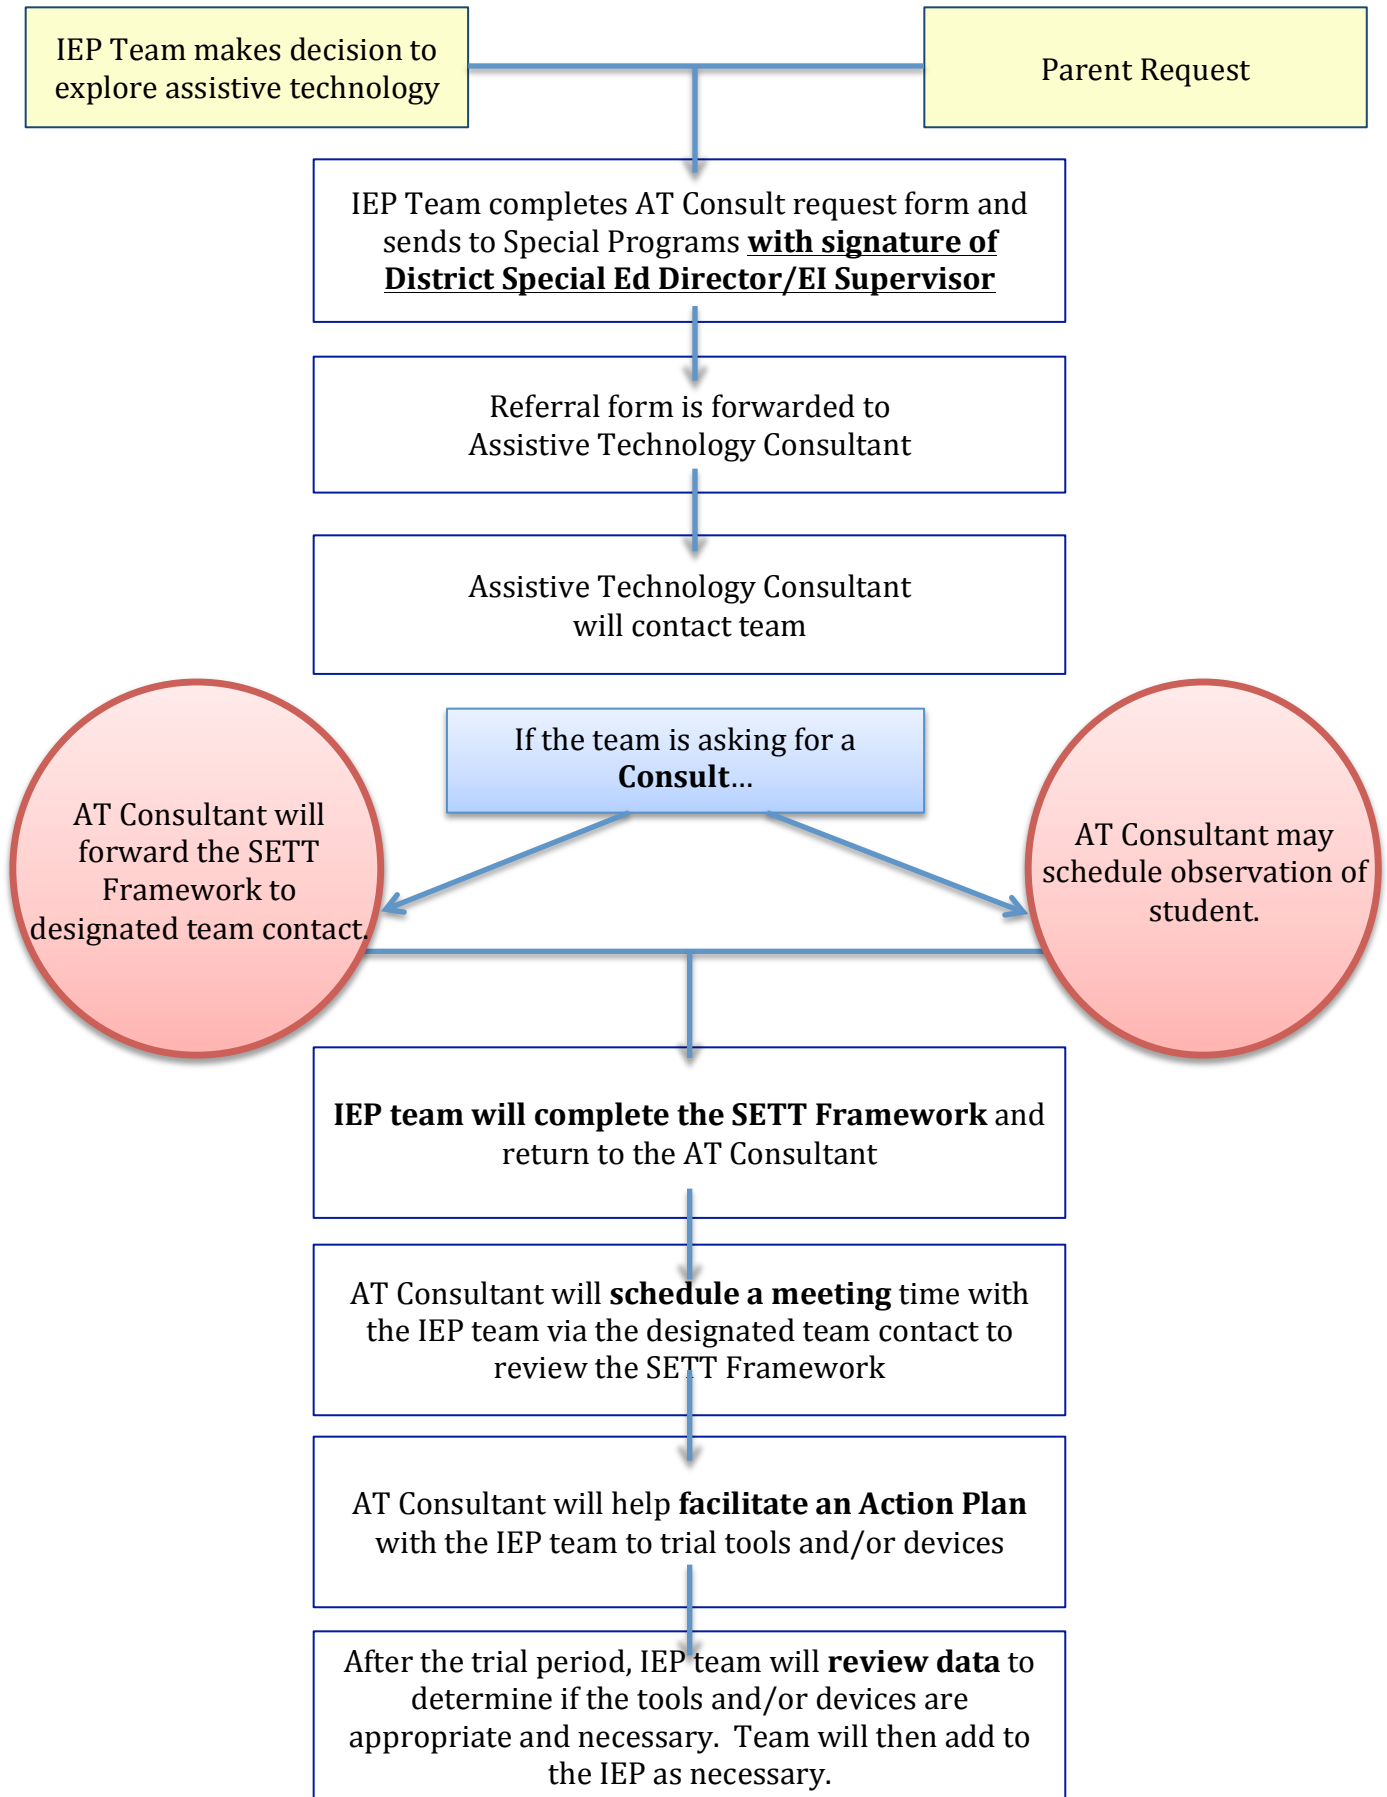 IEP Team makes decision to
explore assistive technology
Parent Request
IEP Team completes AT Consult request form and
sends to Special Programs with signature of
District Special Ed Director/EI Supervisor
Referral form is forwarded to
Assistive Technology Consultant
Assistive Technology Consultant
will contact team
If the team is asking for a
Consult...
AT Consultant will
forward the SETT
Framework to
designated team contact.
AT Consultant may
schedule observation of
student.
IEP team will complete the SETT Framework and
return to the AT Consultant
AT Consultant will schedule a meeting time with
the IEP team via the designated team contact to
review the SETT Framework
AT Consultant will help facilitate an Action Plan
with the IEP team to trial tools and/or devices
After the trial period, IEP team will review data to
determine if the tools and/or devices are
appropriate and necessary.  Team will then add to
the IEP as necessary.